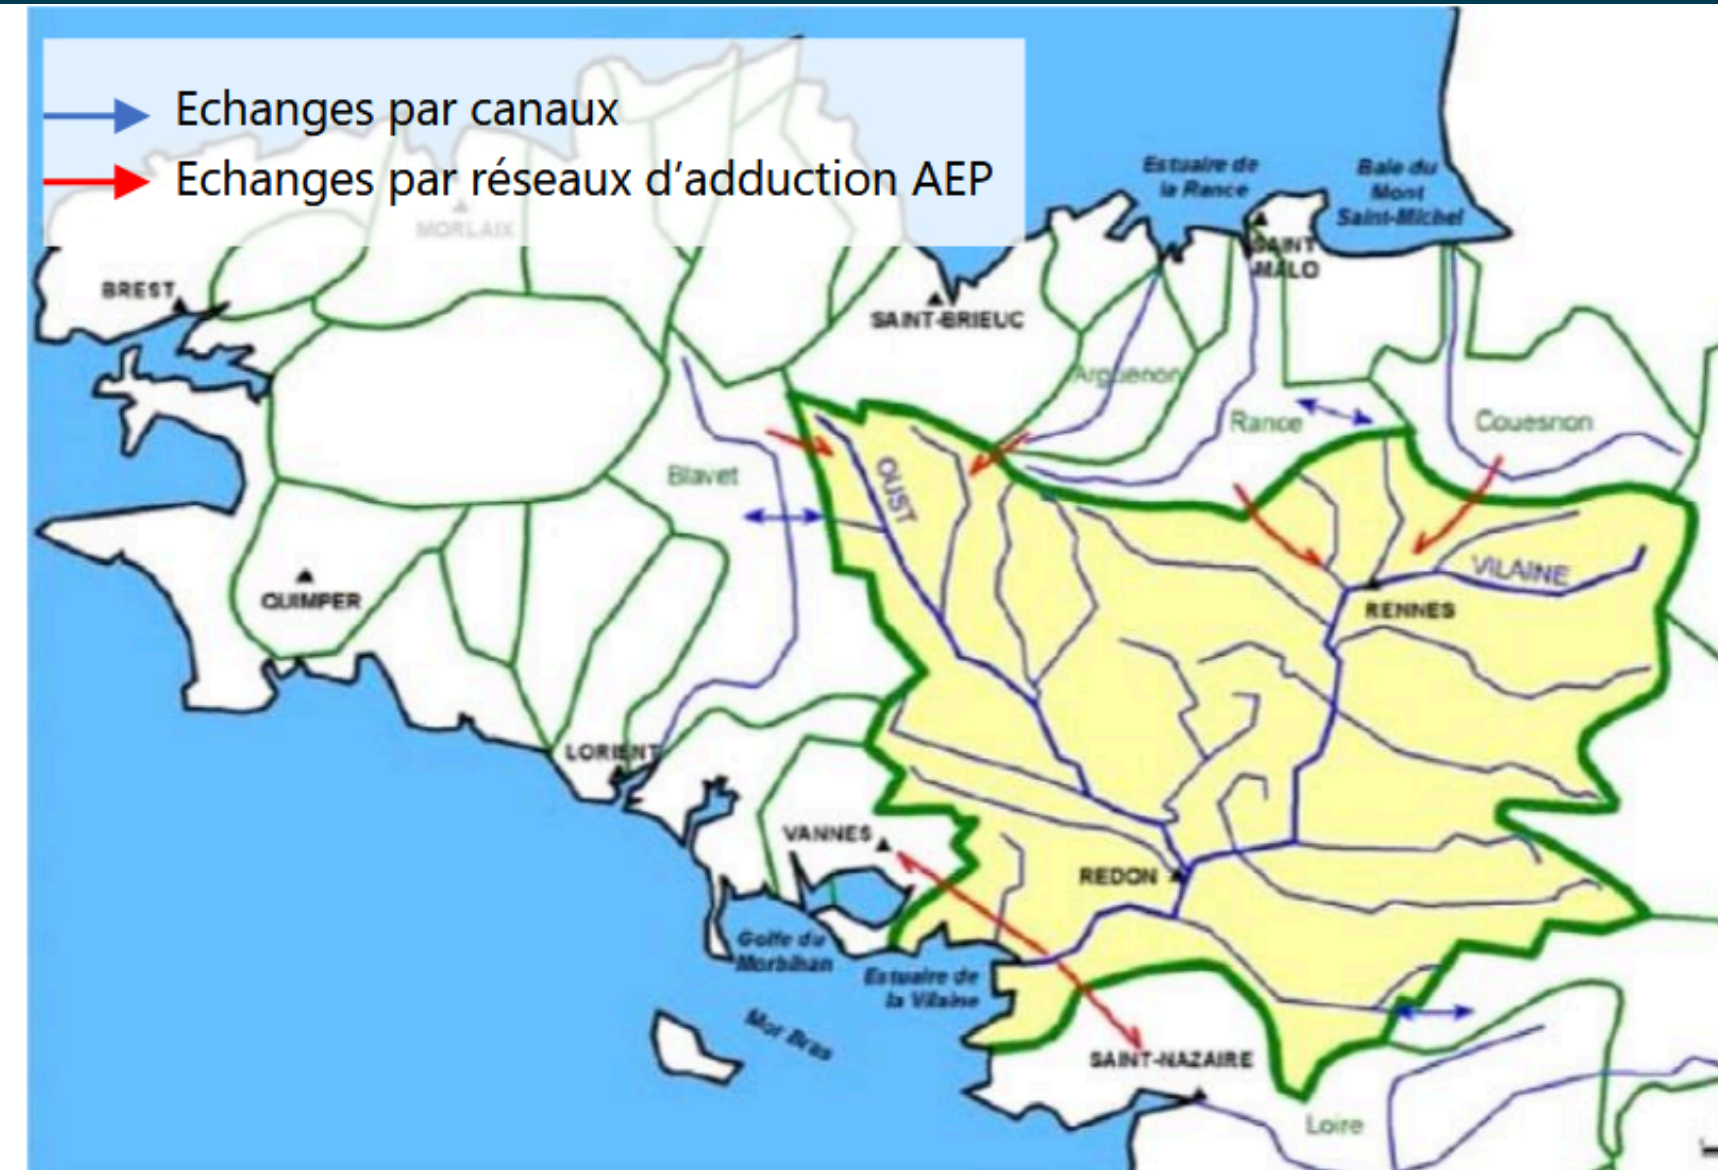 Echanges par canaux
Echanges par réseaux d’adduction AEP
Estuaire de
la Rance
Baie du
Mont
Saint-Michel
MORLAIX
SAINT
MALO
BREST
SAINT-BRIEUC
Arguenon
Rance
Couesnon
Blavet
OUST
VILAINE
QUIMPER
RENNES
LORIENT
VANNES
REDON
Golfe du
Morbihan
Estuaire de
la Vilaine
Mor Bras
SAINT-NAZAIRE
Loire